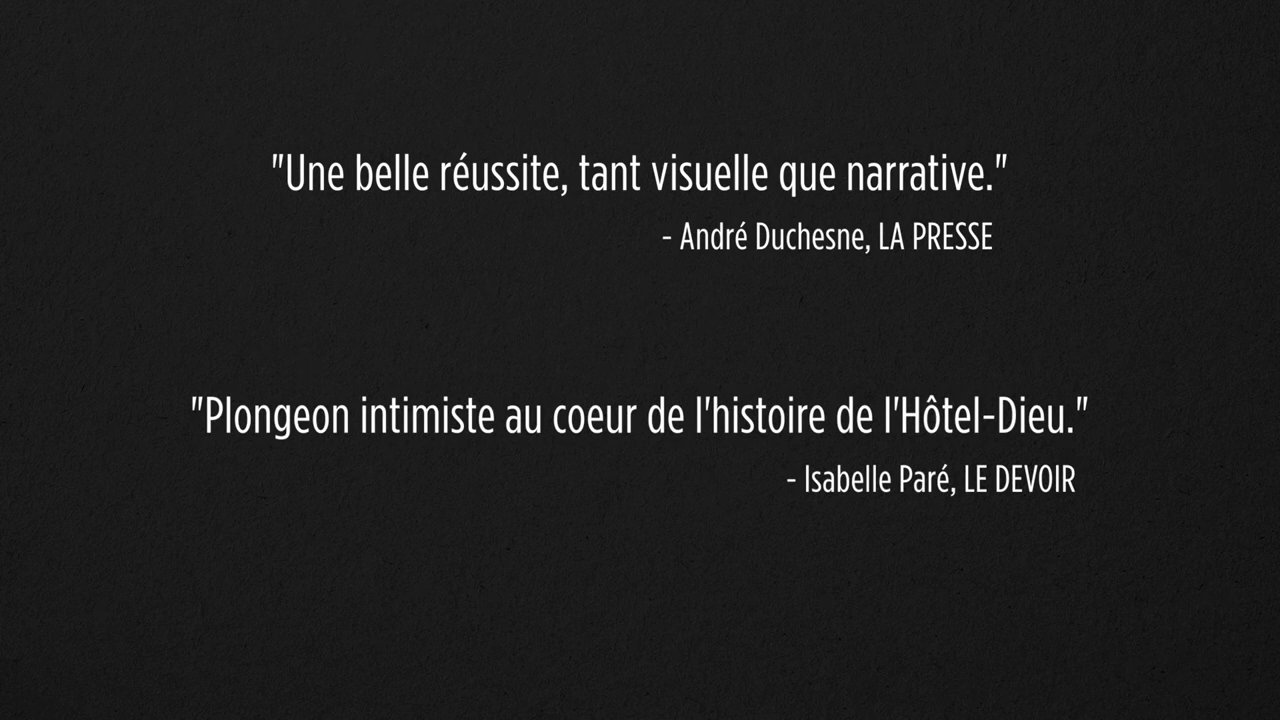 "Une belle réussite, tant visuelle que narrative."
- André Duchesne, LA PRESSE
"Plongeon intimiste au coeur de l'histoire de l'Hôtel-Dieu."
- Isabelle Paré, LE DEVOIR